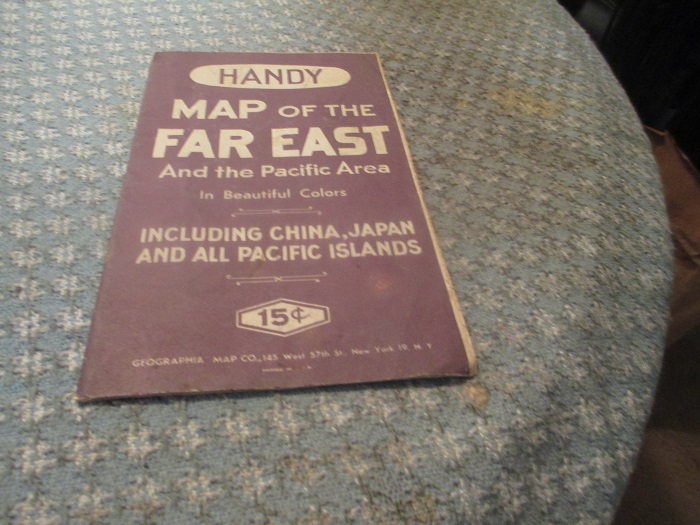 HANDY
MAP OF THE
FAR EAST
And the Pacific Area
In Beautiful Colors
INCLUDING CHINA, JAPAN
AND ALL PACIFIC ISLANDS
15¢
GEOGRAPHIA MAP CO., 145 West 57th St. New York 19, N. Y